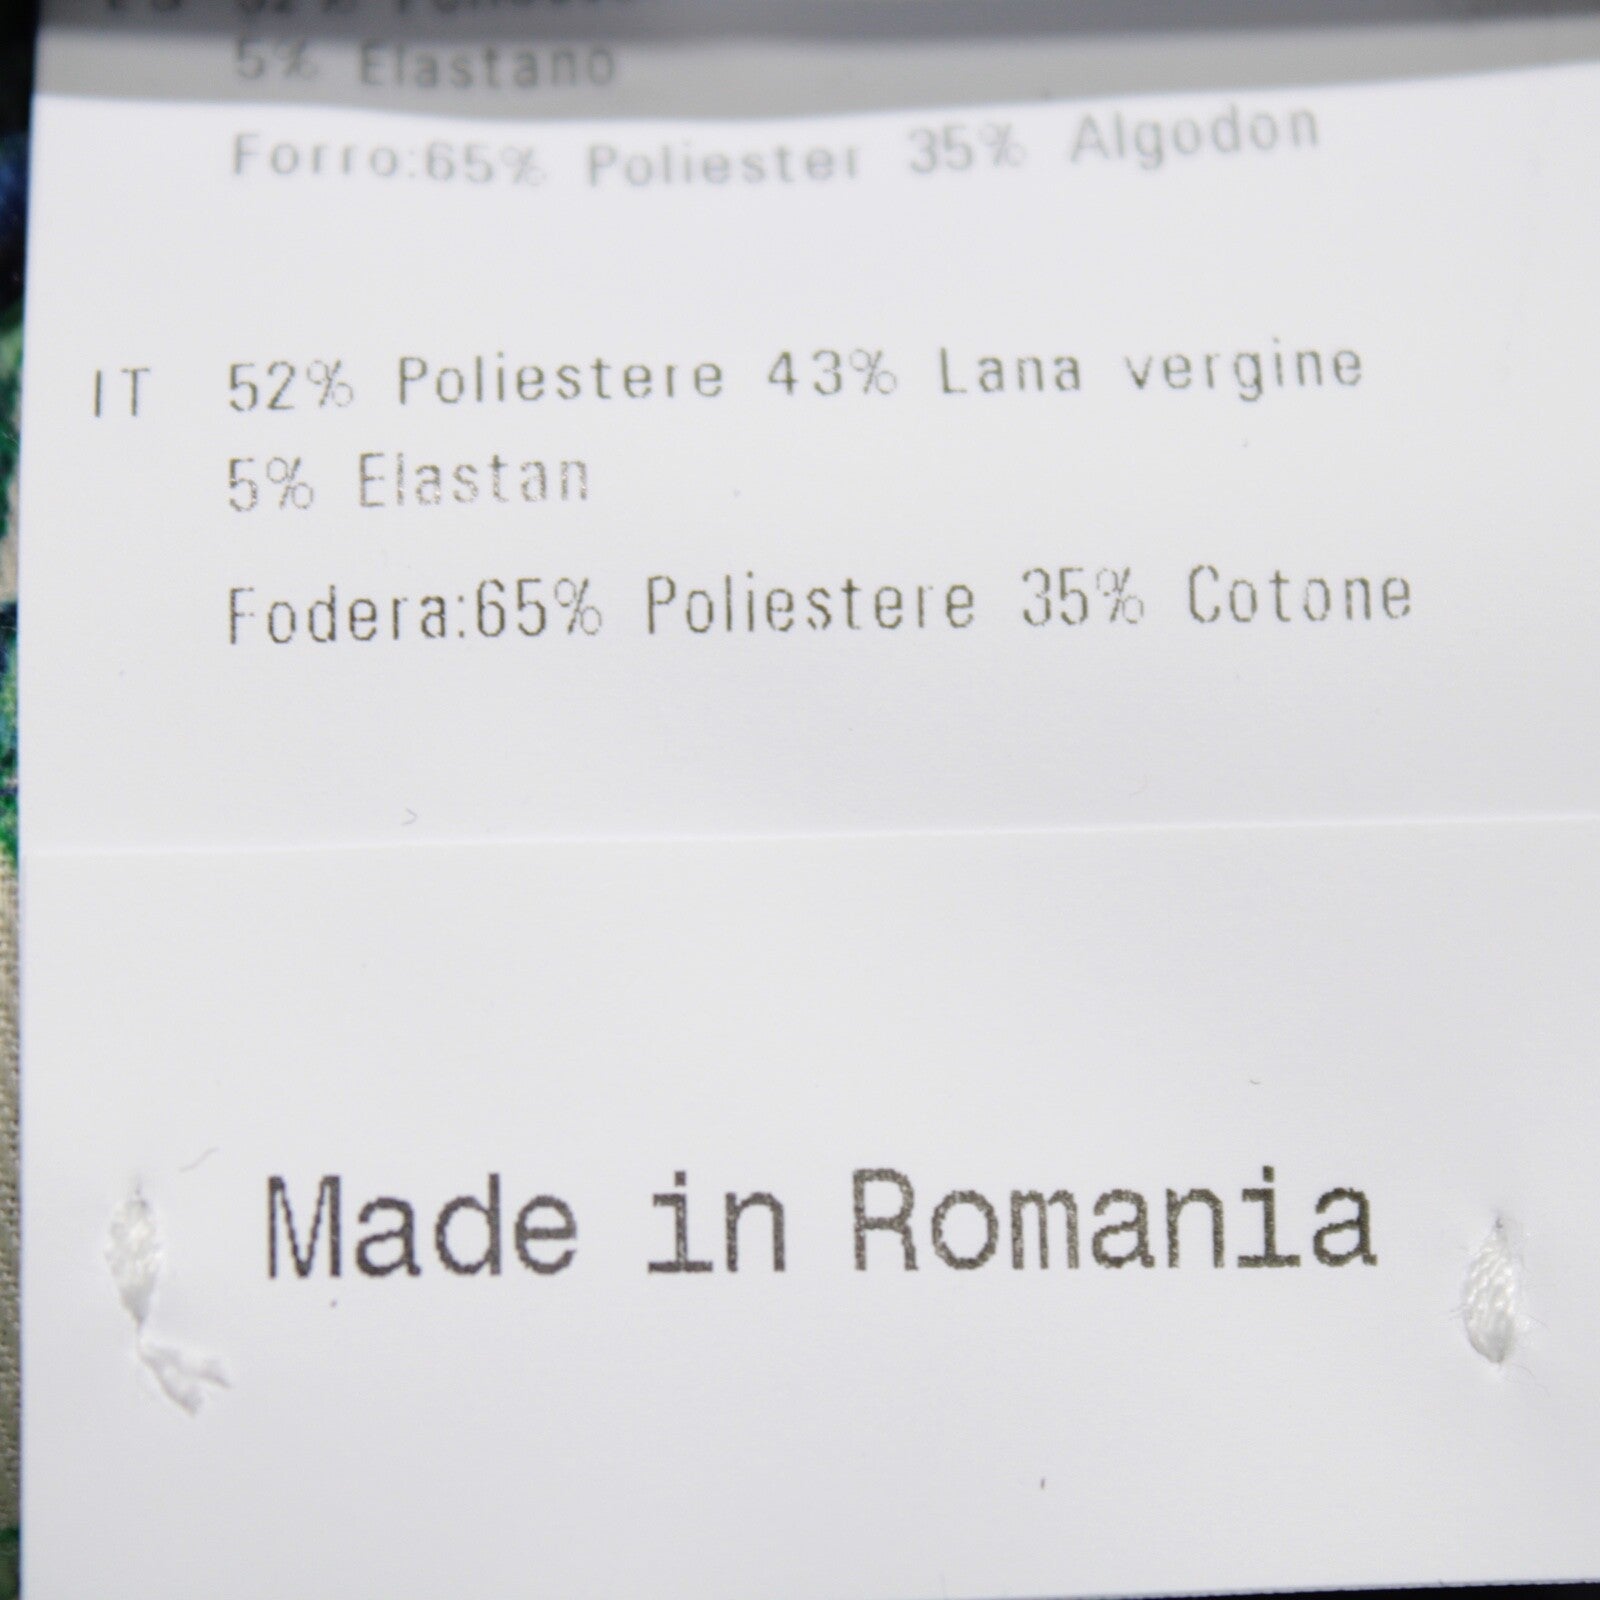 5% Elastano
Forro:65% Poliester 35% Algodon
IT 52% Poliestere 43% Lana vergine
5% Elastan
Fodera:65% Poliestere 35% Cotone
Made in Romania